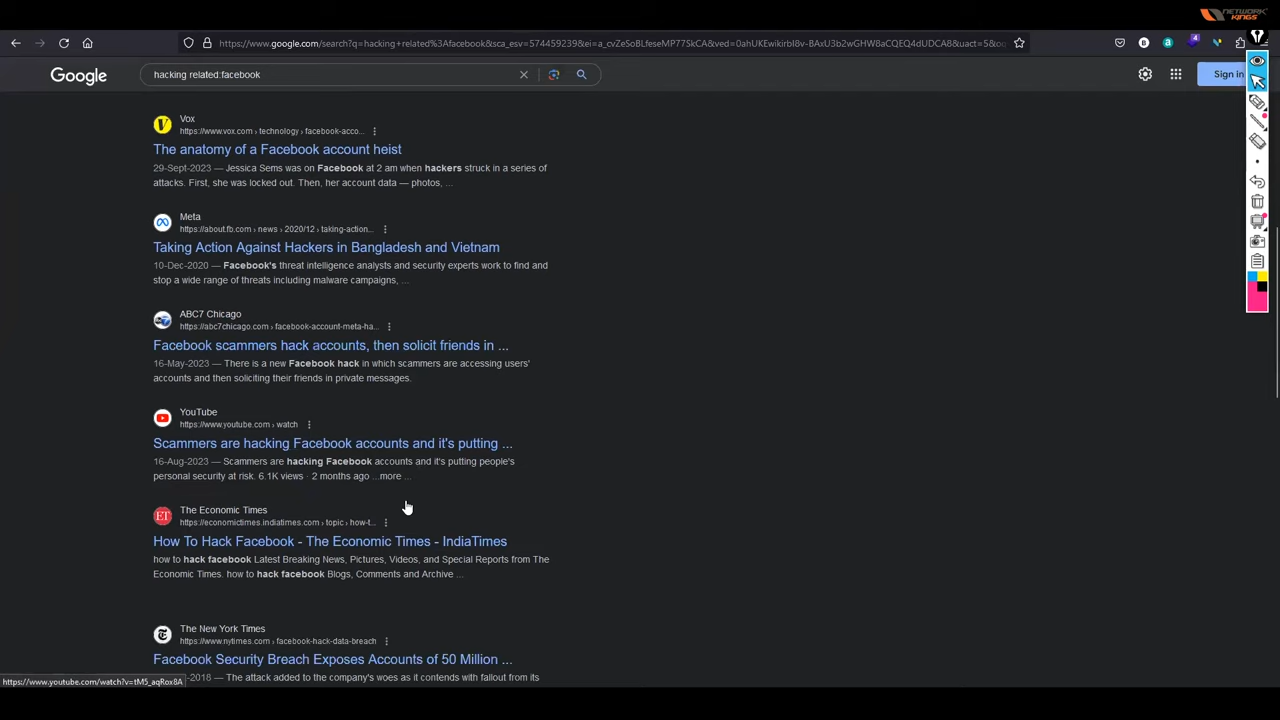 NETWORK
KINGS
https://www.google.com/search?q=hacking+related%3Afacebook&sca_esv=574459239&ei=a_cvZeSoBLfeseMP77SkCA&ved=0ahUKEwikirbI8v-BAxU3b2wGHW8aCQEQ4dUDCA8&uact=5&o
hacking related:facebook
Google
Sign in
Vox
https://www.vox.com › technology › facebook-acco...
The anatomy of a Facebook account heist
29-Sept-2023 — Jessica Sems was on Facebook at 2 am when hackers struck in a series of
attacks. First, she was locked out. Then, her account data — photos, ...
Meta
https://about.fb.com › news › 2020/12 › taking-action...
Taking Action Against Hackers in Bangladesh and Vietnam
10-Dec-2020 — Facebook's threat intelligence analysts and security experts work to find and
stop a wide range of threats including malware campaigns, ...
ABC7 Chicago
https://abc7chicago.com › facebook-account-meta-ha...
Facebook scammers hack accounts, then solicit friends in ...
16-May-2023 — There is a new Facebook hack in which scammers are accessing users'
accounts and then soliciting their friends in private messages.
YouTube
https://www.youtube.com › watch
Scammers are hacking Facebook accounts and it's putting ...
16-Aug-2023 — Scammers are hacking Facebook accounts and it's putting people's
personal security at risk. 6.1K views · 2 months ago ...more ...
The Economic Times
https://economictimes.indiatimes.com › topic › how-t...
How To Hack Facebook - The Economic Times - IndiaTimes
how to hack facebook Latest Breaking News, Pictures, Videos, and Special Reports from The
Economic Times. how to hack facebook Blogs, Comments and Archive ...
The New York Times
https://www.nytimes.com › facebook-hack-data-breach
Facebook Security Breach Exposes Accounts of 50 Million ...
-2018 — The attack added to the company's woes as it contends with fallout from its
https://www.youtube.com/watch?v=tM5_aqRox8A